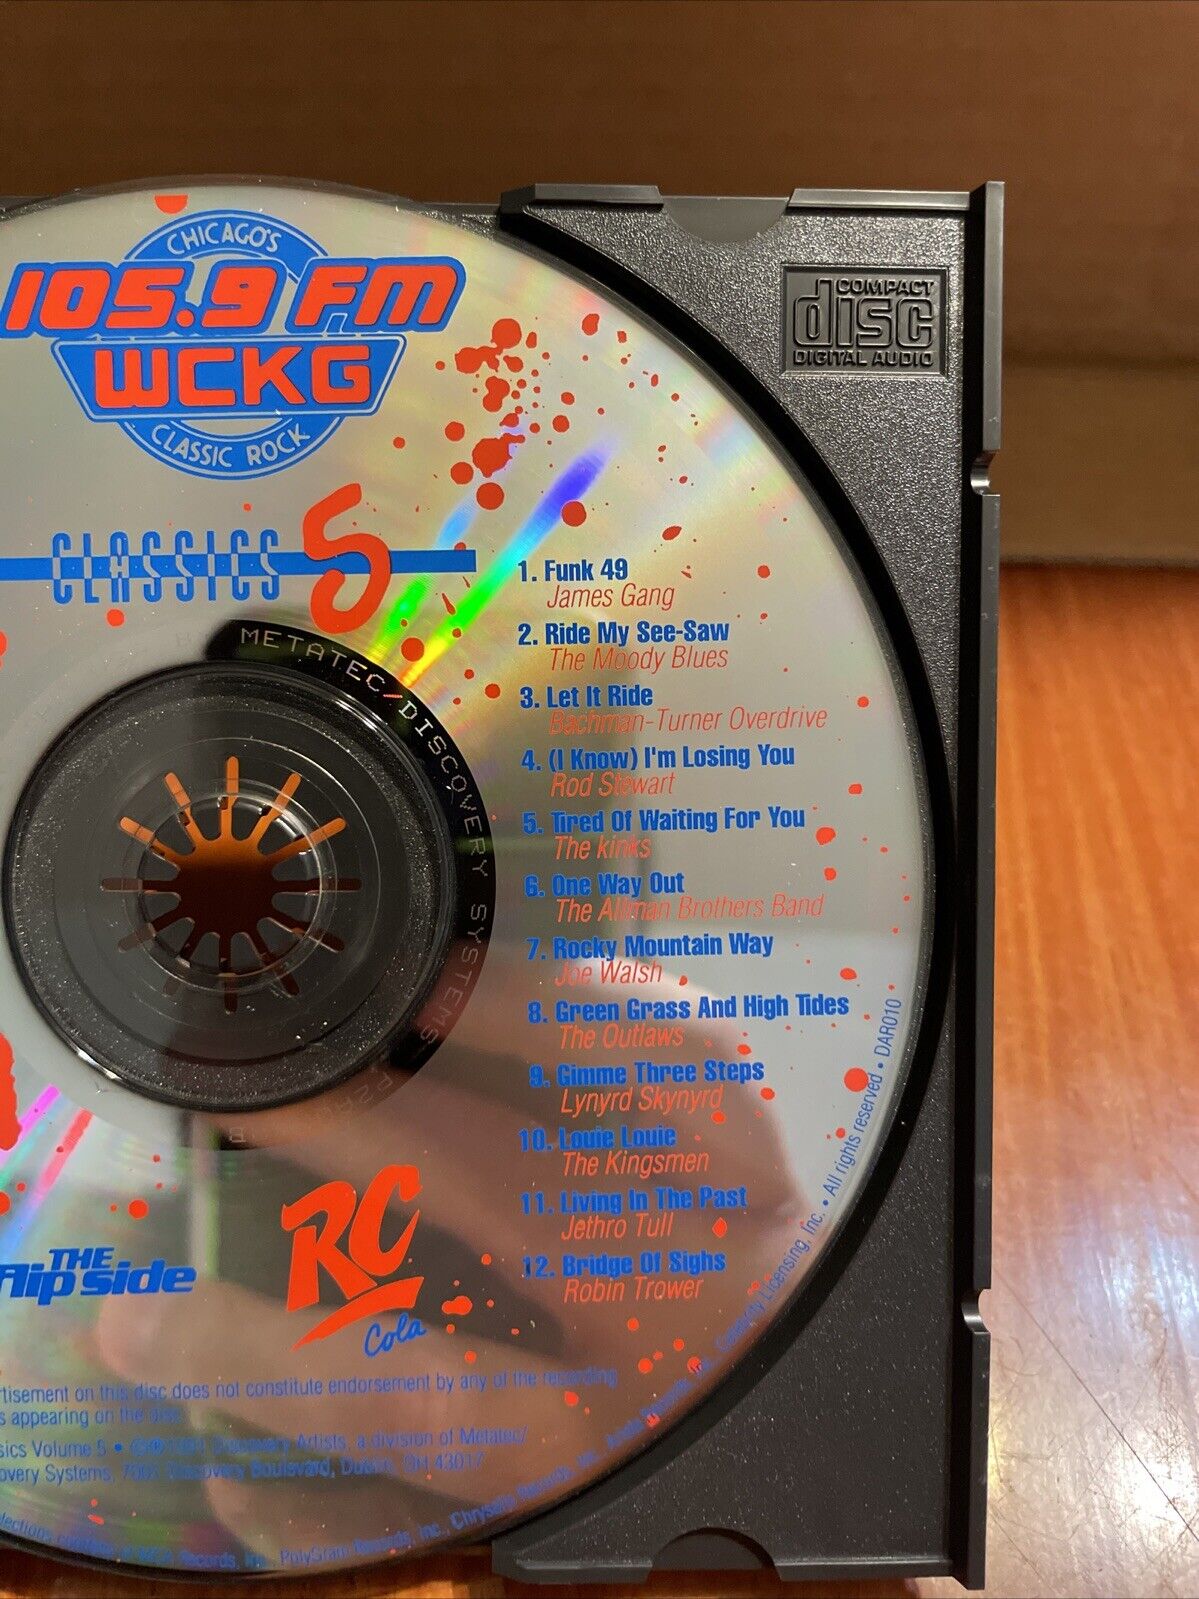 CHICAGO'S
105.9 FM
WCKG
CLASSIC ROCK
COMPACT
disc
DIGITAL AUDIO
CLASSICS 5
METATEC/DISCOVERY SYSTEMS
1. Funk 49
James Gang
2. Ride My See-Saw
The Moody Blues
3. Let It Ride
Bachman-Turner Overdrive
4. (I Know) I'm Losing You
Rod Stewart
5. Tired Of Waiting For You
The kinks
6. One Way Out
The Allman Brothers Band
7. Rocky Mountain Way
Joe Walsh
8. Green Grass And High Tides
The Outlaws
9. Gimme Three Steps
Lynyrd Skynyrd
10. Louie Louie
The Kingsmen
11. Living In The Past
Jethro Tull
12. Bridge Of Sighs
Robin Trower
THE
flip side
RC
Cola
on this disc does not constitute endorsement by any of the recording
appearing on the disc
Volume 5 • ©℗ 1991 Discovery Artists, a division of Metatec/
Systems, 7001 Discovery Boulevard, Dublin, OH 43017
Records, Inc., PolyGram Records, Inc. Chrysalis Records, Inc. Arista Records, Inc. Celebrity Licensing, Inc. • All rights reserved • DAR010